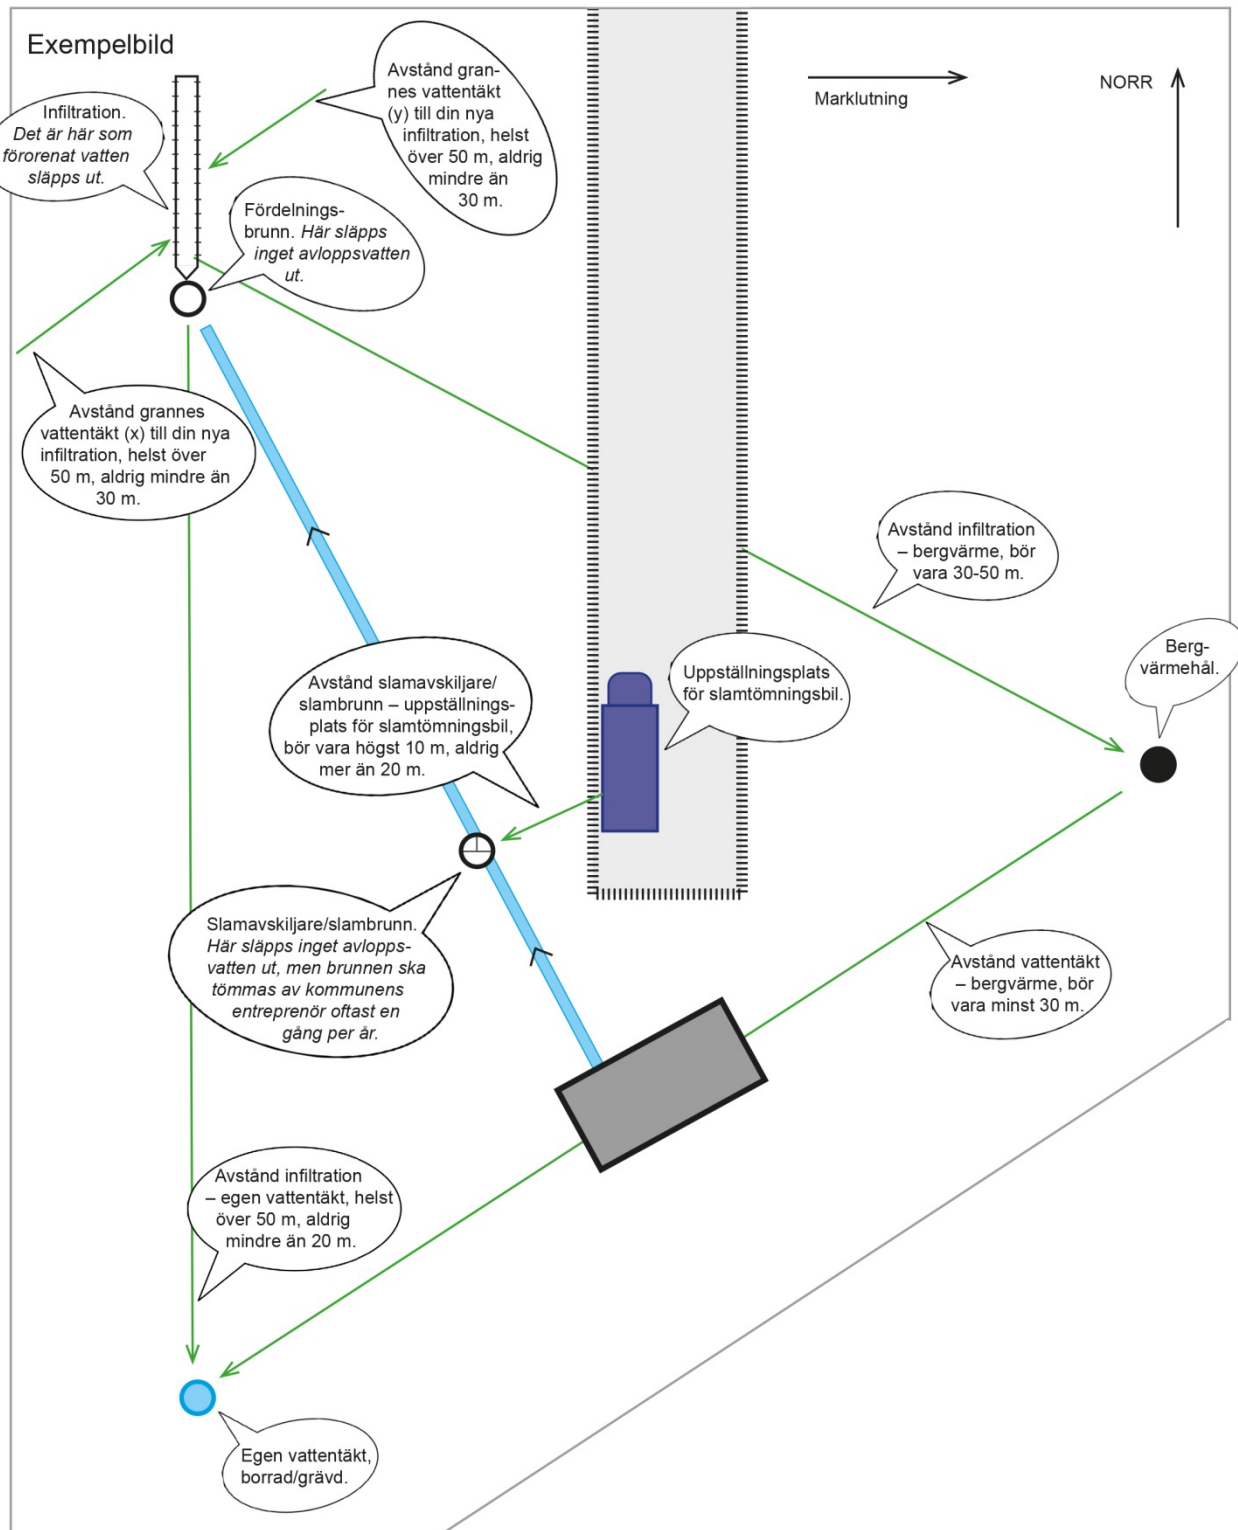 Exempelbild
Infiltration.
Det är här som
förorenat vatten
släpps ut.
Avstånd gran-
nes vattentäkt
(y) till din nya
infiltration, helst
över 50 m, aldrig
mindre än
30 m.
Marklutning
NORR
Fördelnings-
brunn. Här släpps
inget avloppsvatten
ut.
Avstånd grannes
vattentäkt (x) till din nya
infiltration, helst över
50 m, aldrig mindre än
30 m.
Avstånd infiltration
– bergvärme, bör
vara 30-50 m.
Berg-
värmehål.
Avstånd slamavskiljare/
slambrunn – uppställnings-
plats för slamtömningsbil,
bör vara högst 10 m, aldrig
mer än 20 m.
Uppställningsplats
för slamtömningsbil.
Slamavskiljare/slambrunn.
Här släpps inget avlopps-
vatten ut, men brunnen ska
tömmas av kommunens
entreprenör oftast en
gång per år.
Avstånd vattentäkt
– bergvärme, bör
vara minst 30 m.
Avstånd infiltration
– egen vattentäkt, helst
över 50 m, aldrig
mindre än 20 m.
Egen vattentäkt,
borrad/grävd.